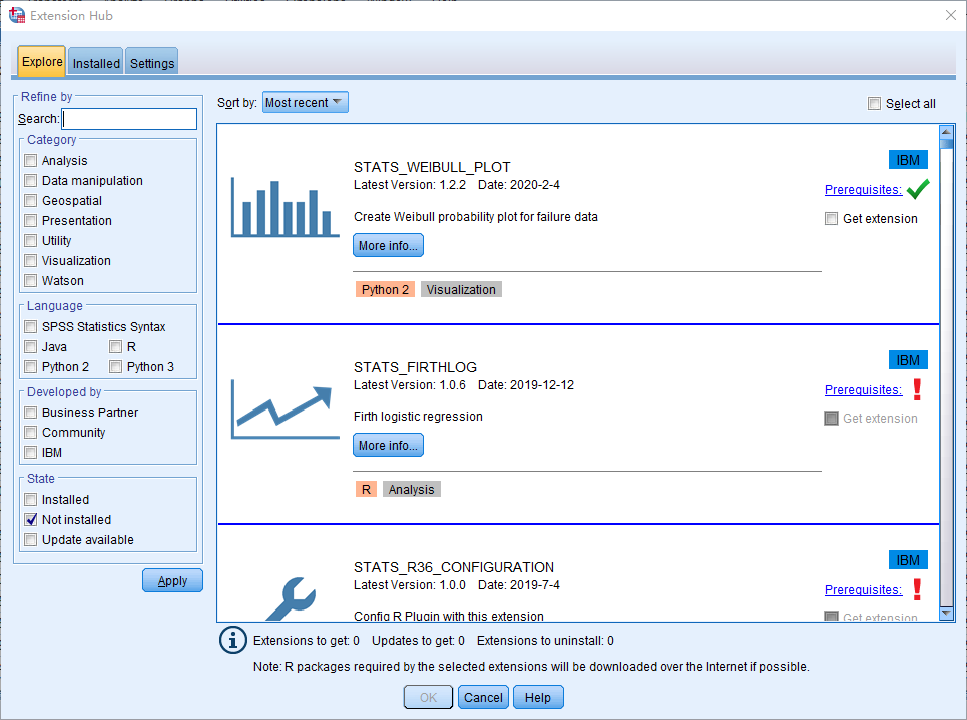 Extension Hub
Explore
Installed
Settings
Refine by
Search:
Category
Analysis
Data manipulation
Geospatial
Presentation
Utility
Visualization
Watson
Language
SPSS Statistics Syntax
Java R
Python 2 Python 3
Developed by
Business Partner
Community
IBM
State
Installed
Not installed
Update available
Apply
Sort by: Most recent
Select all
STATS_WEIBULL_PLOT
IBM
Latest Version: 1.2.2 Date: 2020-2-4
Prerequisites:
Create Weibull probability plot for failure data
Get extension
More info...
Python 2 Visualization
STATS_FIRTHLOG
IBM
Latest Version: 1.0.6 Date: 2019-12-12
Prerequisites:
Firth logistic regression
Get extension
More info...
R Analysis
STATS_R36_CONFIGURATION
IBM
Latest Version: 1.0.0 Date: 2019-7-4
Prerequisites:
Config R Plugin with this extension
Get extension
Extensions to get: 0 Updates to get: 0 Extensions to uninstall: 0
Note: R packages required by the selected extensions will be downloaded over the Internet if possible.
OK
Cancel
Help